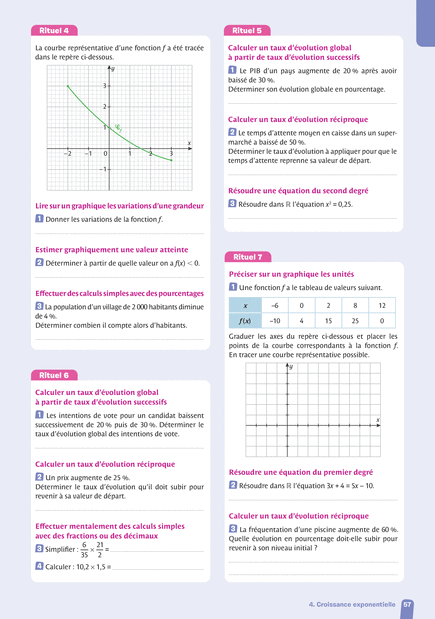 Rituel 4
La courbe représentative d'une fonction f a été tracée
dans le repère ci-dessous.
y
3
2
1
𝒞f
x
−2
−1
0
1
2
3
−1
Lire sur un graphique les variations d'une grandeur
1 Donner les variations de la fonction f.
Estimer graphiquement une valeur atteinte
2 Déterminer à partir de quelle valeur on a f(x) < 0.
Effectuer des calculs simples avec des pourcentages
3 La population d'un village de 2 000 habitants diminue
de 4 %.
Déterminer combien il compte alors d'habitants.
Rituel 6
Calculer un taux d'évolution global
à partir de taux d'évolution successifs
1 Les intentions de vote pour un candidat baissent
successivement de 20 % puis de 30 %. Déterminer le
taux d'évolution global des intentions de vote.
Calculer un taux d'évolution réciproque
2 Un prix augmente de 25 %.
Déterminer le taux d'évolution qu'il doit subir pour
revenir à sa valeur de départ.
Effectuer mentalement des calculs simples
avec des fractions ou des décimaux
3 Simplifier : 6/35 × 21/2 =
4 Calculer : 10,2 × 1,5 =
Rituel 5
Calculer un taux d'évolution global
à partir de taux d'évolution successifs
1 Le PIB d'un pays augmente de 20 % après avoir
baissé de 30 %.
Déterminer son évolution globale en pourcentage.
Calculer un taux d'évolution réciproque
2 Le temps d'attente moyen en caisse dans un super-
marché a baissé de 50 %.
Déterminer le taux d'évolution à appliquer pour que le
temps d'attente reprenne sa valeur de départ.
Résoudre une équation du second degré
3 Résoudre dans ℝ l'équation x² = 0,25.
Rituel 7
Préciser sur un graphique les unités
1 Une fonction f a le tableau de valeurs suivant.
x −6 0 2 8 12
f(x) −10 4 15 25 0
Graduer les axes du repère ci-dessous et placer les
points de la courbe correspondants à la fonction f.
En tracer une courbe représentative possible.
y
x
Résoudre une équation du premier degré
2 Résoudre dans ℝ l'équation 3x + 4 = 5x − 10.
Calculer un taux d'évolution réciproque
3 La fréquentation d'une piscine augmente de 60 %.
Quelle évolution en pourcentage doit-elle subir pour
revenir à son niveau initial ?
4. Croissance exponentielle 57